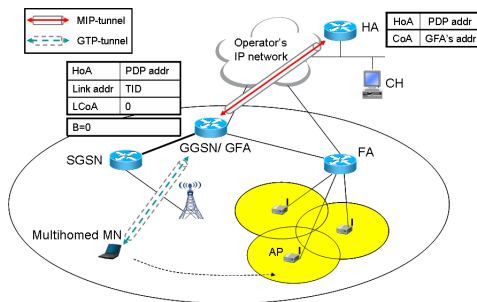 MIP-tunnel
GTP-tunnel
Operator's
IP network
HA
HoA PDP addr
CoA GFA's addr
CH
HoA PDP addr
Link addr TID
LCoA 0
B=0
GGSN/ GFA
SGSN
FA
Multihomed MN
AP